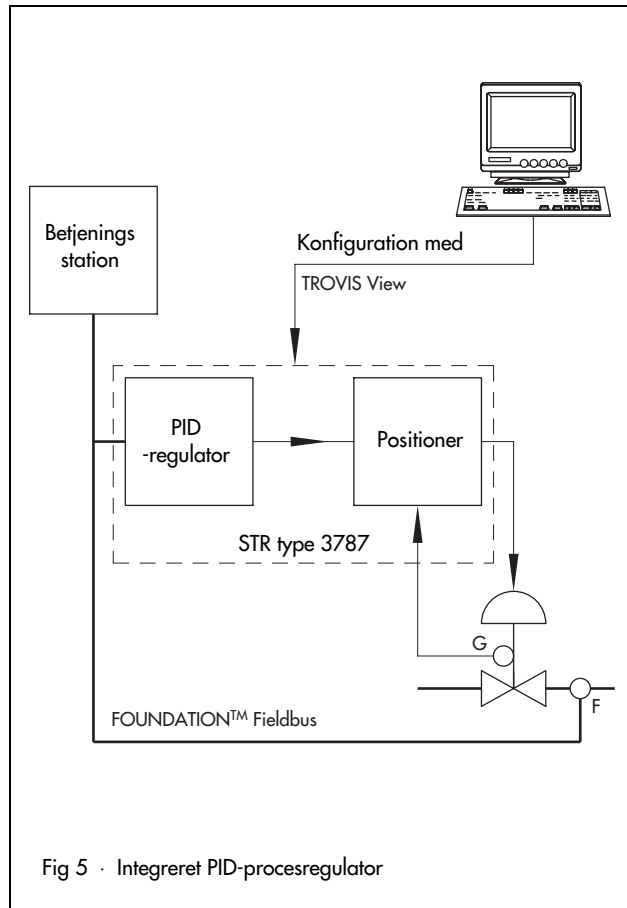 Betjenings
station
Konfiguration med
TROVIS View
PID
-regulator
Positioner
STR type 3787
G
F
FOUNDATION™ Fieldbus
Fig 5 · Integreret PID-procesregulator